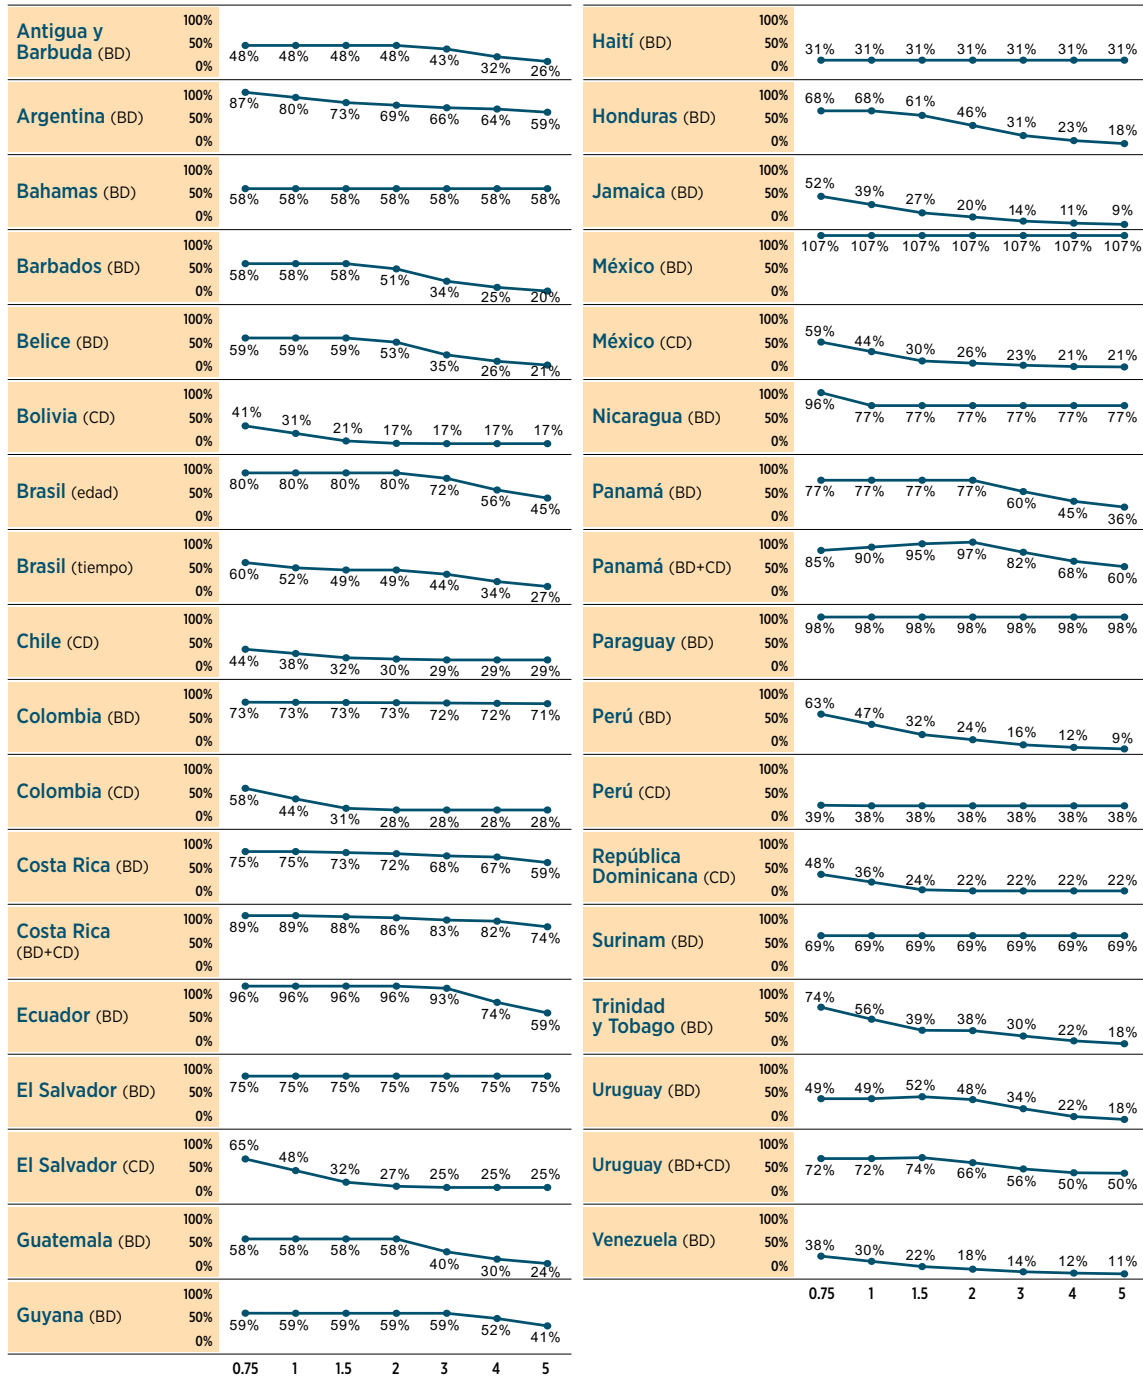 Antigua y
Barbuda (BD)
100%
50%
0%
48% 48% 48% 48% 43% 32% 26%
Argentina (BD)
100%
50%
0%
87% 80% 73% 69% 66% 64% 59%
Bahamas (BD)
100%
50%
0%
58% 58% 58% 58% 58% 58% 58%
Barbados (BD)
100%
50%
0%
58% 58% 58% 51% 34% 25% 20%
Belice (BD)
100%
50%
0%
59% 59% 59% 53% 35% 26% 21%
Bolivia (CD)
100%
50%
0%
41% 31% 21% 17% 17% 17% 17%
Brasil (edad)
100%
50%
0%
80% 80% 80% 80% 72% 56% 45%
Brasil (tiempo)
100%
50%
0%
60% 52% 49% 49% 44% 34% 27%
Chile (CD)
100%
50%
0%
44% 38% 32% 30% 29% 29% 29%
Colombia (BD)
100%
50%
0%
73% 73% 73% 73% 72% 72% 71%
Colombia (CD)
100%
50%
0%
58% 44% 31% 28% 28% 28% 28%
Costa Rica (BD)
100%
50%
0%
75% 75% 73% 72% 68% 67% 59%
Costa Rica
(BD+CD)
100%
50%
0%
89% 89% 88% 86% 83% 82% 74%
Ecuador (BD)
100%
50%
0%
96% 96% 96% 96% 93% 74% 59%
El Salvador (BD)
100%
50%
0%
75% 75% 75% 75% 75% 75% 75%
El Salvador (CD)
100%
50%
0%
65% 48% 32% 27% 25% 25% 25%
Guatemala (BD)
100%
50%
0%
58% 58% 58% 58% 40% 30% 24%
Guyana (BD)
100%
50%
0%
59% 59% 59% 59% 59% 52% 41%
0.75 1 1.5 2 3 4 5
Haití (BD)
100%
50%
0%
31% 31% 31% 31% 31% 31% 31%
Honduras (BD)
100%
50%
0%
68% 68% 61% 46% 31% 23% 18%
Jamaica (BD)
100%
50%
0%
52% 39% 27% 20% 14% 11% 9%
México (BD)
100%
50%
0%
107% 107% 107% 107% 107% 107% 107%
México (CD)
100%
50%
0%
59% 44% 30% 26% 23% 21% 21%
Nicaragua (BD)
100%
50%
0%
96% 77% 77% 77% 77% 77% 77%
Panamá (BD)
100%
50%
0%
77% 77% 77% 77% 60% 45% 36%
Panamá (BD+CD)
100%
50%
0%
85% 90% 95% 97% 82% 68% 60%
Paraguay (BD)
100%
50%
0%
98% 98% 98% 98% 98% 98% 98%
Perú (BD)
100%
50%
0%
63% 47% 32% 24% 16% 12% 9%
Perú (CD)
100%
50%
0%
39% 38% 38% 38% 38% 38% 38%
República
Dominicana (CD)
100%
50%
0%
48% 36% 24% 22% 22% 22% 22%
Surinam (BD)
100%
50%
0%
69% 69% 69% 69% 69% 69% 69%
Trinidad
y Tobago (BD)
100%
50%
0%
74% 56% 39% 38% 30% 22% 18%
Uruguay (BD)
100%
50%
0%
49% 49% 52% 48% 34% 22% 18%
Uruguay (BD+CD)
100%
50%
0%
72% 72% 74% 66% 56% 50% 50%
Venezuela (BD)
100%
50%
0%
38% 30% 22% 18% 14% 12% 11%
0.75 1 1.5 2 3 4 5